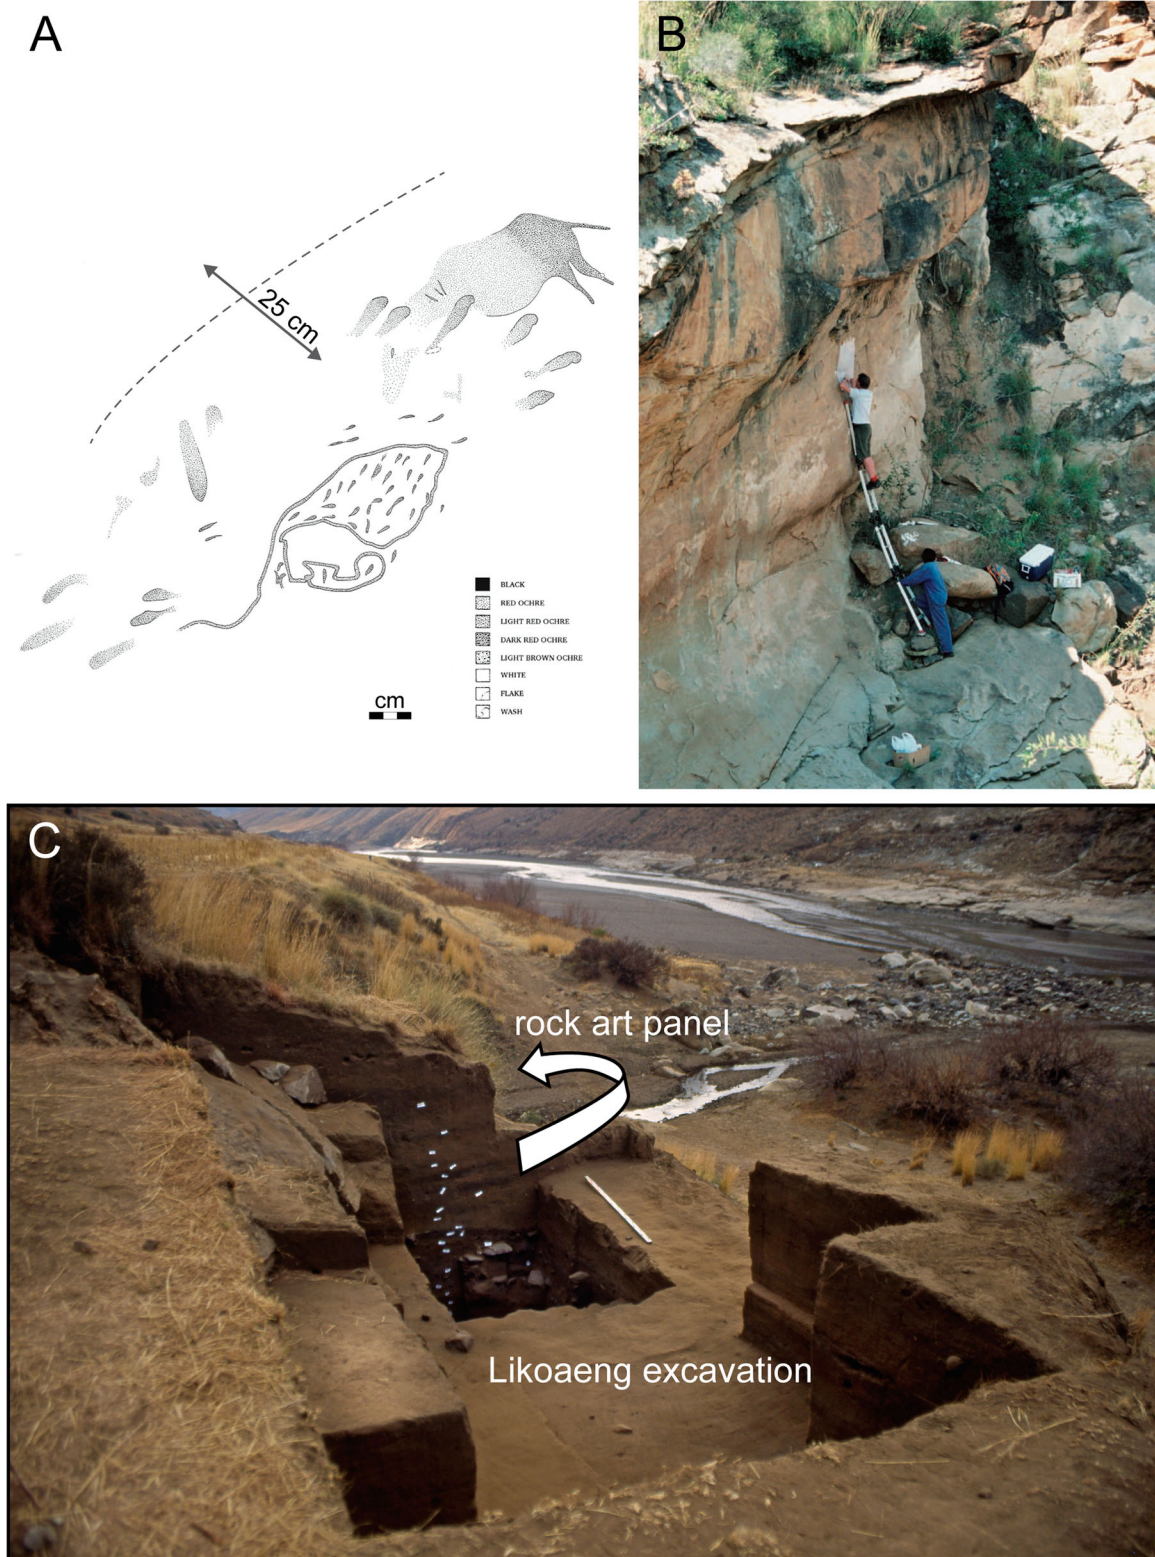 A
25 cm
BLACK
RED OCHRE
LIGHT RED OCHRE
DARK RED OCHRE
LIGHT BROWN OCHRE
WHITE
FLAKE
WASH
cm
B
C
rock art panel
Likoaeng excavation